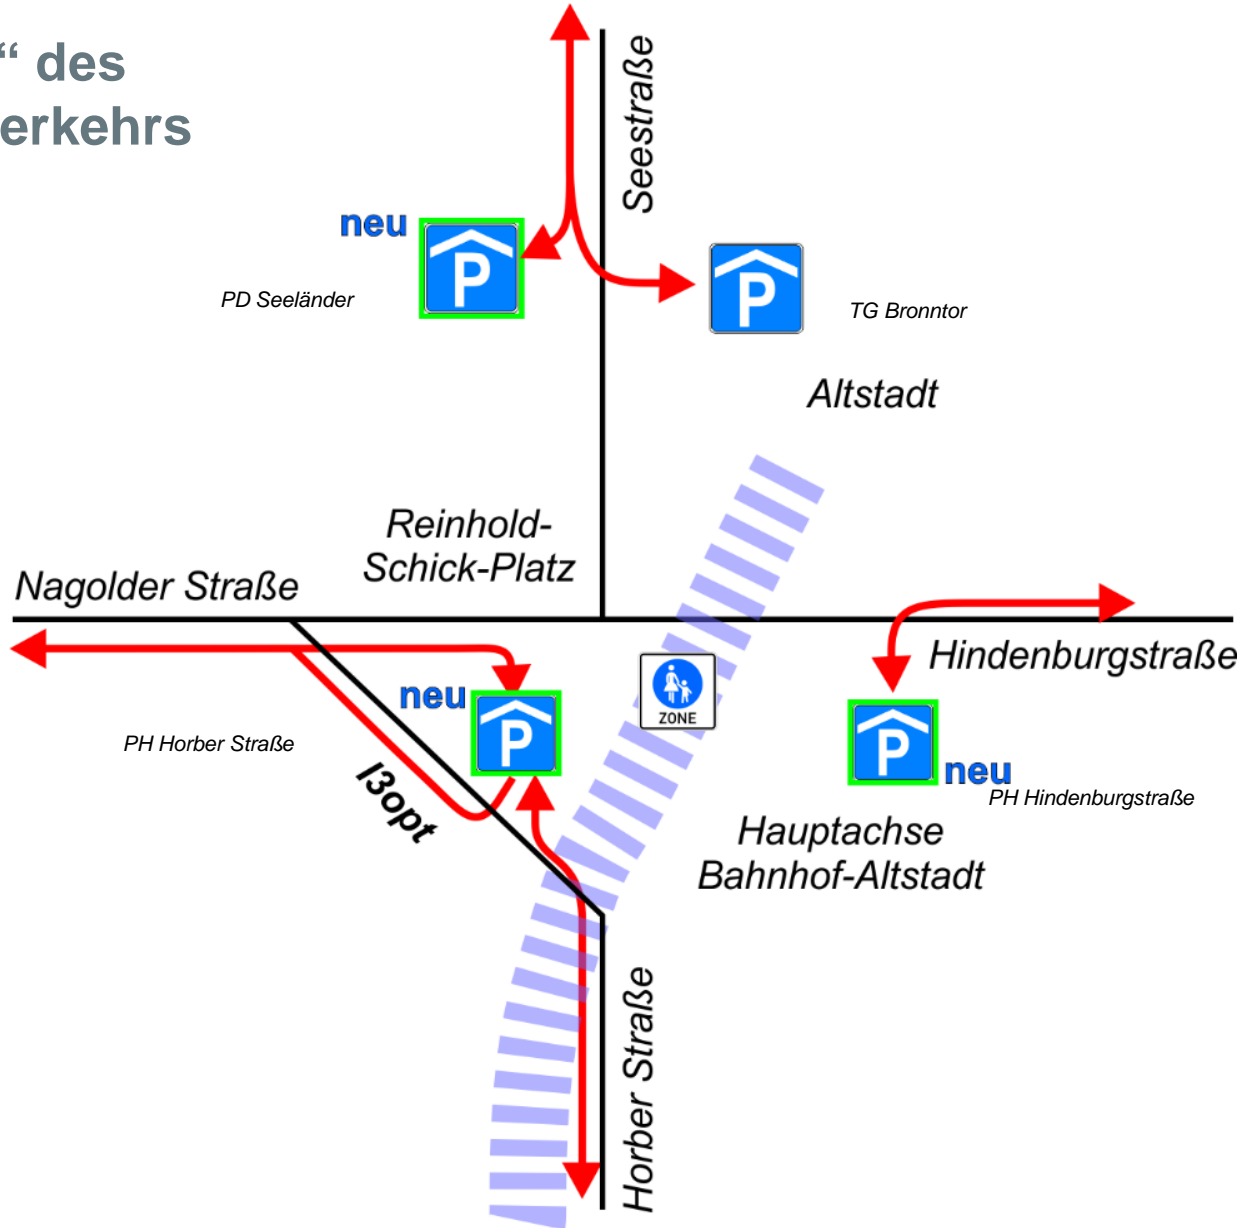 “ des
erkehrs
Seestraße
neu
P
P
PD Seeländer
TG Bronntor
Altstadt
Reinhold-
Schick-Platz
Nagolder Straße
Hindenburgstraße
neu
P
ZONE
P
neu
PH Horber Straße
PH Hindenburgstraße
l3opt
Hauptachse
Bahnhof-Altstadt
Horber Straße